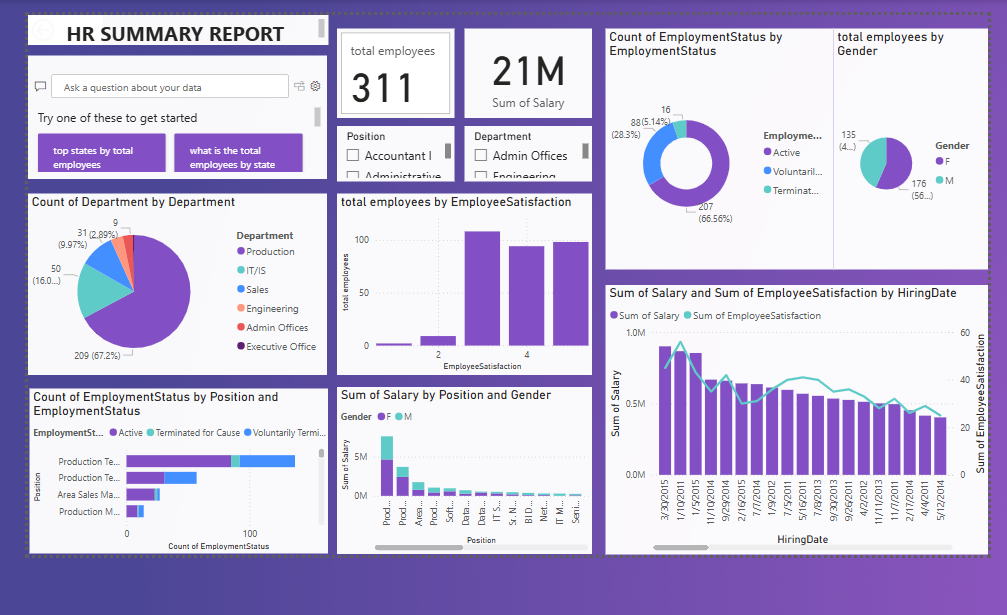 HR SUMMARY REPORT
Ask a question about your data
Try one of these to get started
top states by total
employees
what is the total
employees by state
total employees
311
21M
Sum of Salary
Position
Accountant I
Administrative
Department
Admin Offices
Engineering
Count of EmploymentStatus by
EmploymentStatus
16
(5.14%)
88
(28.3%)
207
(66.56%)
Employme...
Active
Voluntaril...
Terminat...
total employees by
Gender
135
(4...)
176
(56...)
Gender
F
M
Count of Department by Department
9
31 (2.89%)
(9.97%)
50
(16.0...)
209 (67.2%)
Department
Production
IT/IS
Sales
Engineering
Admin Offices
Executive Office
total employees by EmployeeSatisfaction
total employees
100
50
0
2
4
EmployeeSatisfaction
Sum of Salary and Sum of EmployeeSatisfaction by HiringDate
Sum of Salary
Sum of EmployeeSatisfaction
Sum of Salary
1.0M
0.5M
0.0M
60
40
20
0
Sum of EmployeeSatisfaction
3/30/2015
1/10/2011
1/5/2015
11/10/2014
9/29/2014
2/16/2015
7/7/2014
1/9/2012
7/5/2011
5/16/2011
7/8/2013
9/30/2013
9/26/2011
4/2/2012
11/11/2013
11/7/2011
2/17/2014
4/4/2011
5/12/2014
HiringDate
Count of EmploymentStatus by Position and
EmploymentStatus
EmploymentSt...
Active
Terminated for Cause
Voluntarily Termi...
Position
Production Te...
Production Te...
Area Sales Ma...
Production M...
0
100
Count of EmploymentStatus
Sum of Salary by Position and Gender
Gender
F
M
Sum of Salary
5M
0M
Prod...
Prod...
Area...
Prod...
Soft...
Data...
Data...
IT S...
Sr. N...
BI D...
Net...
IT M...
Seni...
Position